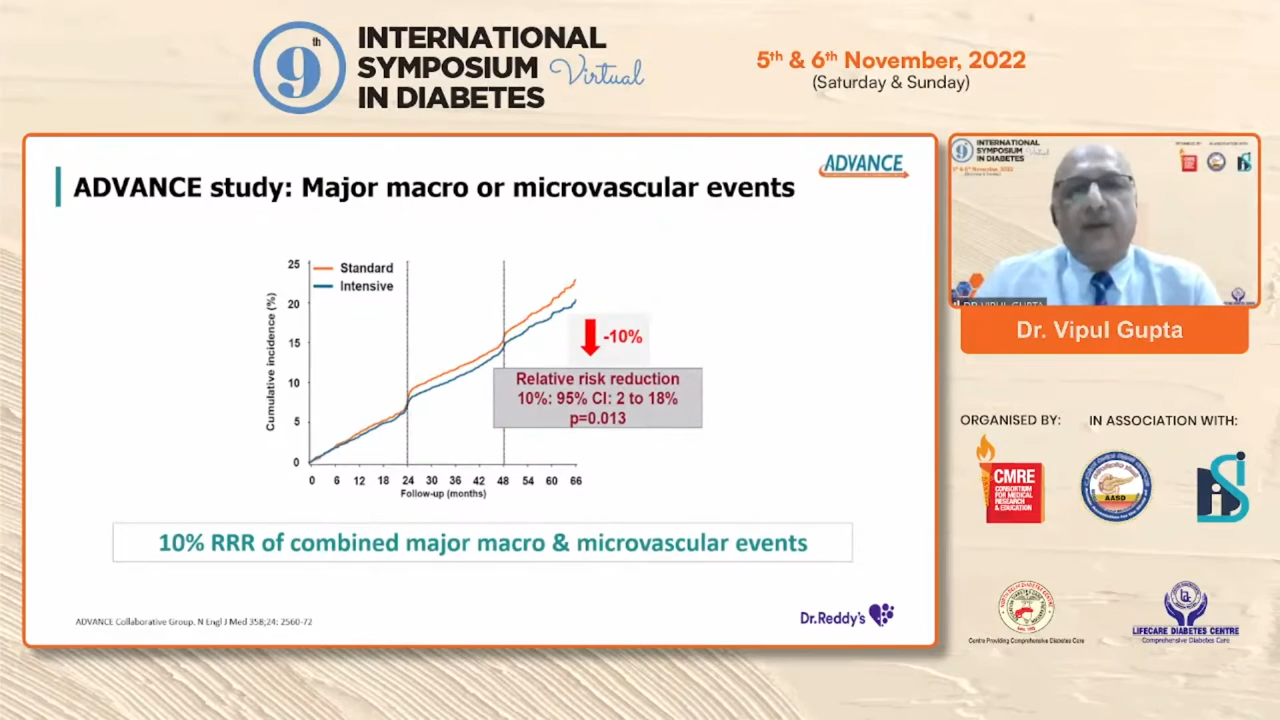 9th
INTERNATIONAL
SYMPOSIUM Virtual
IN DIABETES
5th & 6th November, 2022
(Saturday & Sunday)
ADVANCE
ADVANCE study: Major macro or microvascular events
Standard
Intensive
Cumulative incidence (%)
25
20
15
10
5
0
0 6 12 18 24 30 36 42 48 54 60 66
Follow-up (months)
-10%
Relative risk reduction
10%: 95% CI: 2 to 18%
p=0.013
10% RRR of combined major macro & microvascular events
ADVANCE Collaborative Group. N Engl J Med 358;24: 2560-72
Dr.Reddy's
9th
INTERNATIONAL
SYMPOSIUM Virtual
IN DIABETES
DR VIPUL GUPTA
Dr. Vipul Gupta
ORGANISED BY:
IN ASSOCIATION WITH:
CMRE
CONSORTIUM
FOR MEDICAL
RESEARCH
& EDUCATION
AASD
Centre Providing Comprehensive Diabetes Care
LIFECARE DIABETES CENTRE
Comprehensive Diabetes Care